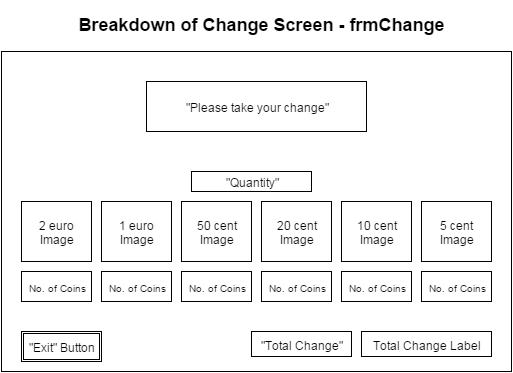 Breakdown of Change Screen - frmChange
"Please take your change"
"Quantity"
2 euro
Image
1 euro
Image
50 cent
Image
20 cent
Image
10 cent
Image
5 cent
Image
No. of Coins
No. of Coins
No. of Coins
No. of Coins
No. of Coins
No. of Coins
"Exit" Button
"Total Change"
Total Change Label